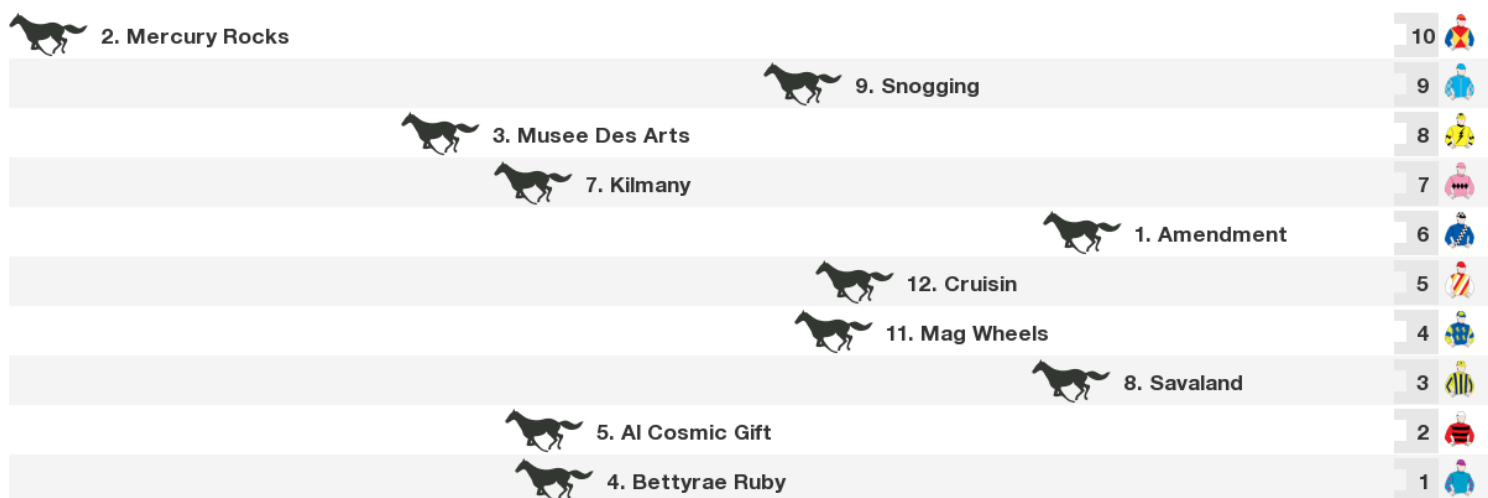 2. Mercury Rocks 10
9. Snogging 9
3. Musee Des Arts 8
7. Kilmany 7
1. Amendment 6
12. Cruisin 5
11. Mag Wheels 4
8. Savaland 3
5. Al Cosmic Gift 2
4. Bettyrae Ruby 1